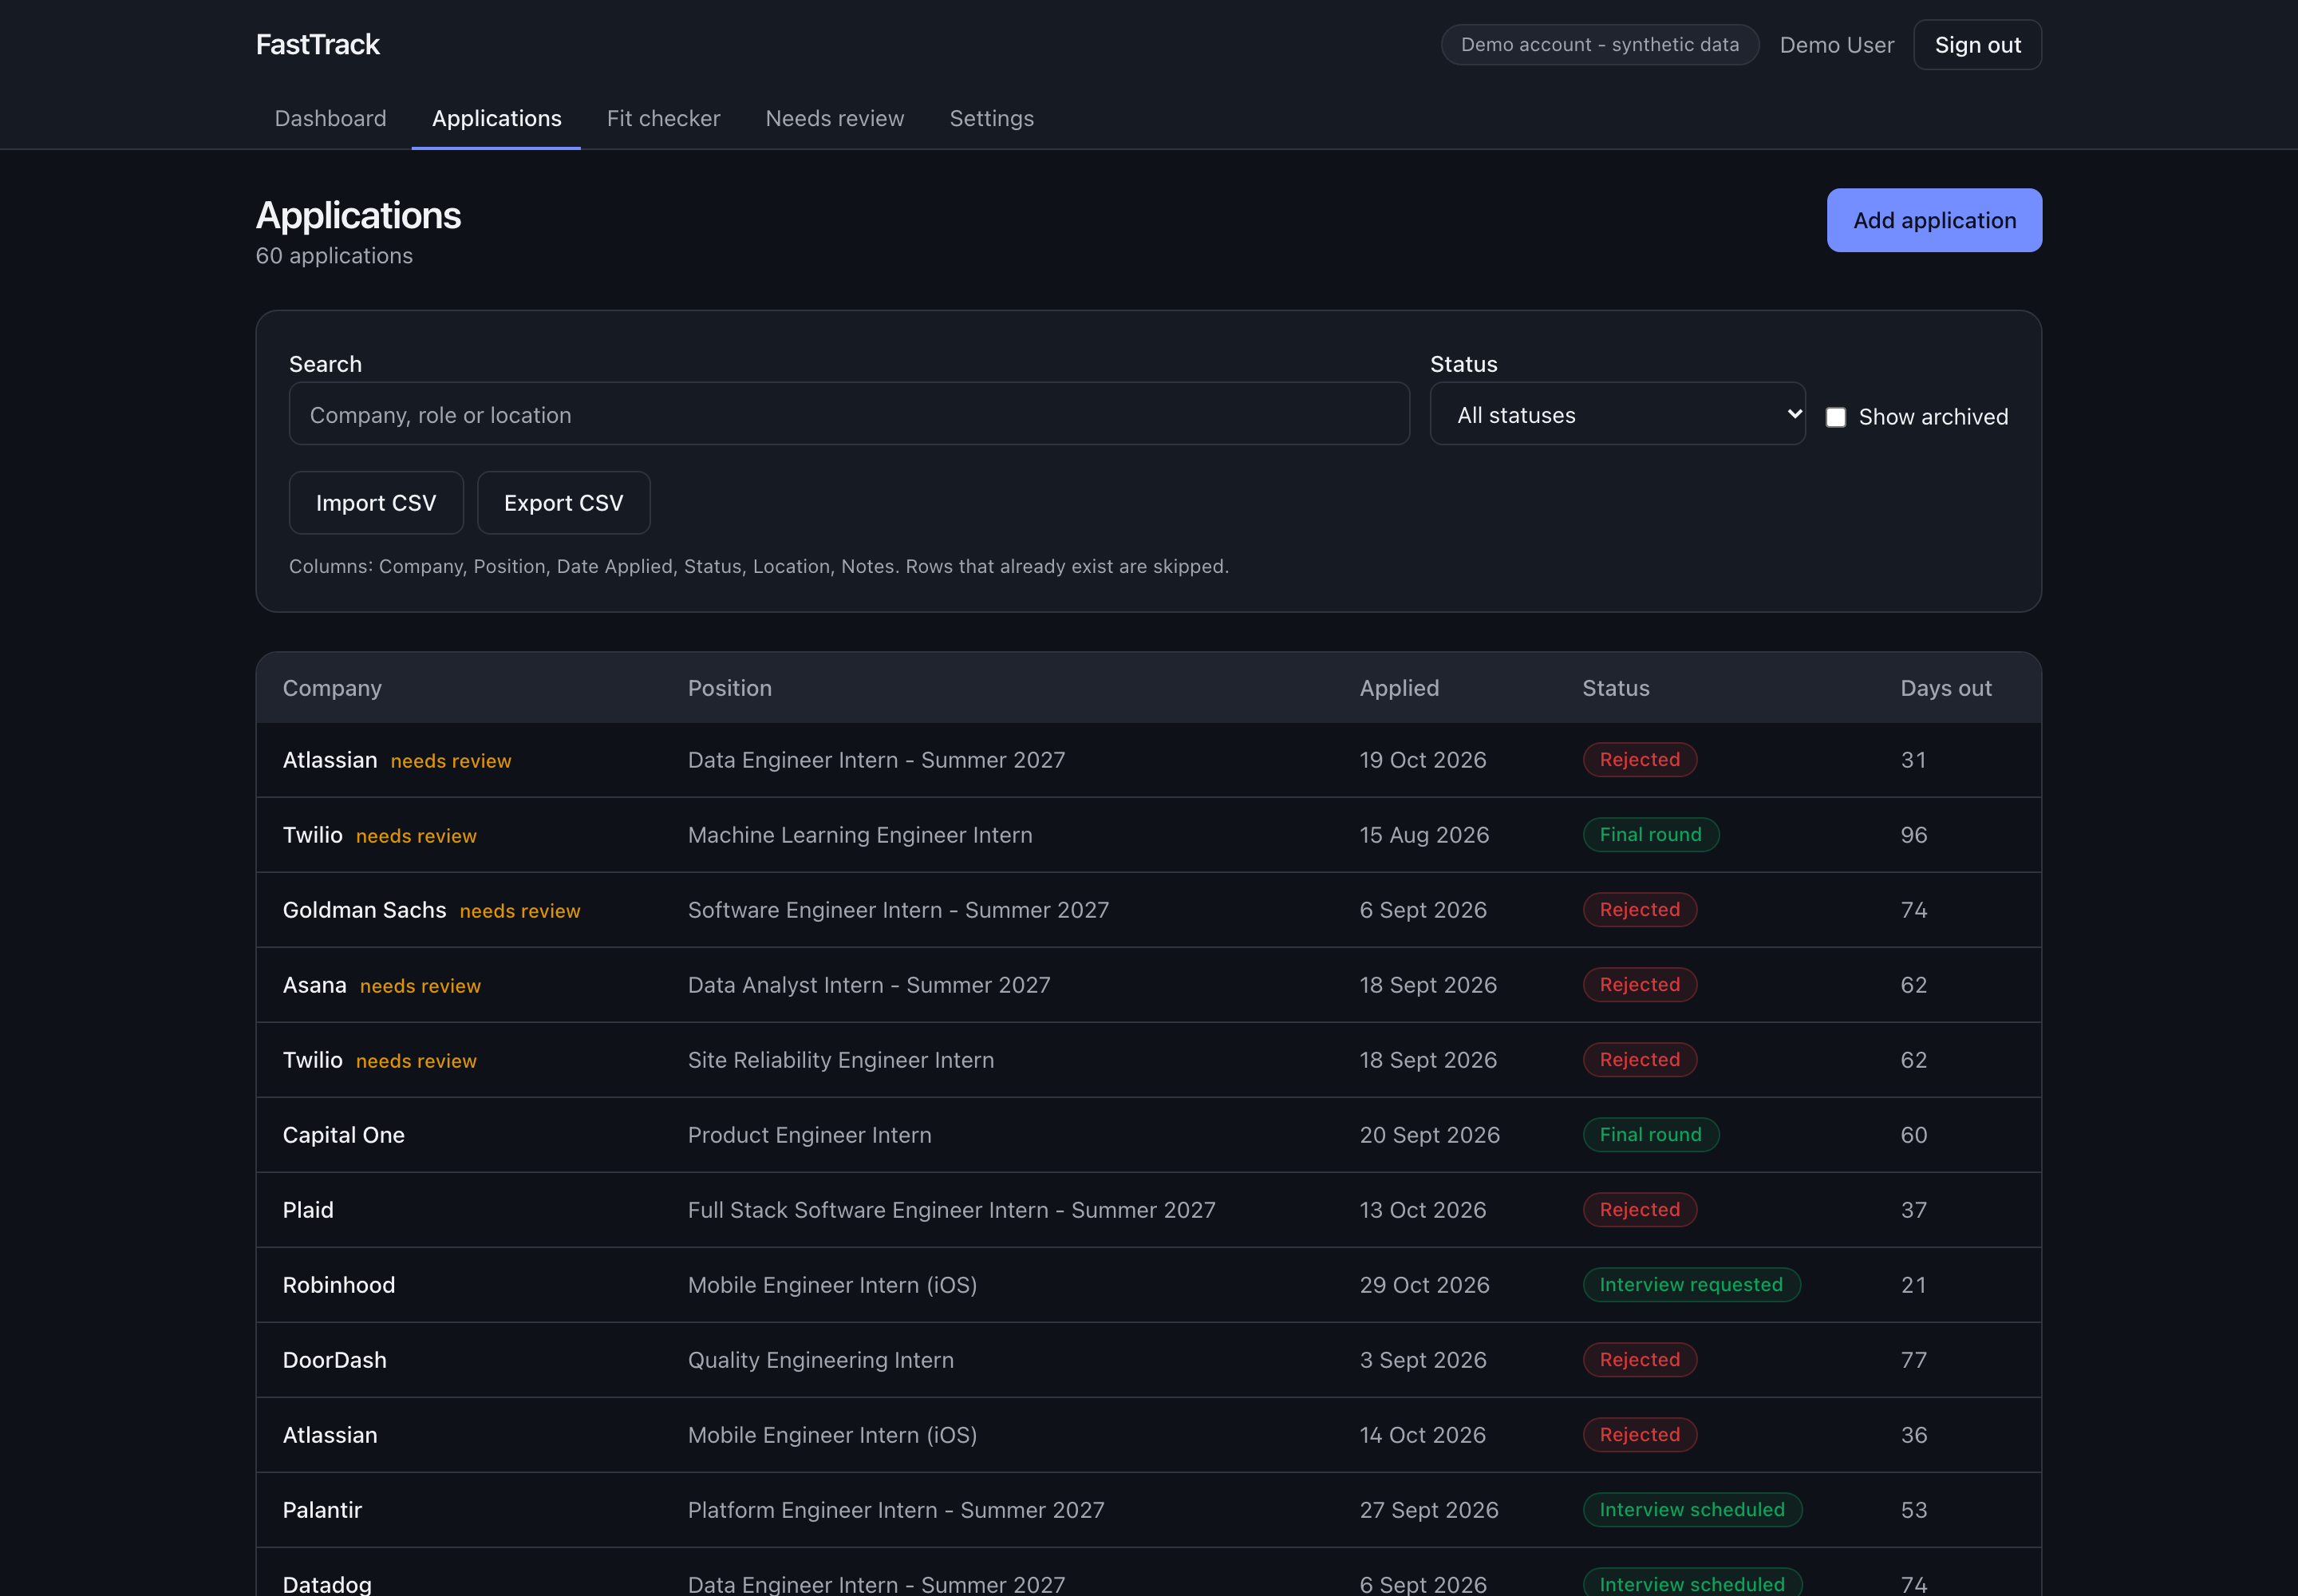 FastTrack
Demo account - synthetic data
Demo User
Sign out
Dashboard Applications Fit checker Needs review Settings
Applications
60 applications
Add application
Search
Company, role or location
Status
All statuses
Show archived
Import CSV Export CSV
Columns: Company, Position, Date Applied, Status, Location, Notes. Rows that already exist are skipped.
Company Position Applied Status Days out
Atlassian needs review Data Engineer Intern - Summer 2027 19 Oct 2026 Rejected 31
Twilio needs review Machine Learning Engineer Intern 15 Aug 2026 Final round 96
Goldman Sachs needs review Software Engineer Intern - Summer 2027 6 Sept 2026 Rejected 74
Asana needs review Data Analyst Intern - Summer 2027 18 Sept 2026 Rejected 62
Twilio needs review Site Reliability Engineer Intern 18 Sept 2026 Rejected 62
Capital One Product Engineer Intern 20 Sept 2026 Final round 60
Plaid Full Stack Software Engineer Intern - Summer 2027 13 Oct 2026 Rejected 37
Robinhood Mobile Engineer Intern (iOS) 29 Oct 2026 Interview requested 21
DoorDash Quality Engineering Intern 3 Sept 2026 Rejected 77
Atlassian Mobile Engineer Intern (iOS) 14 Oct 2026 Rejected 36
Palantir Platform Engineer Intern - Summer 2027 27 Sept 2026 Interview scheduled 53
Datadog Data Engineer Intern - Summer 2027 6 Sept 2026 Interview scheduled 74